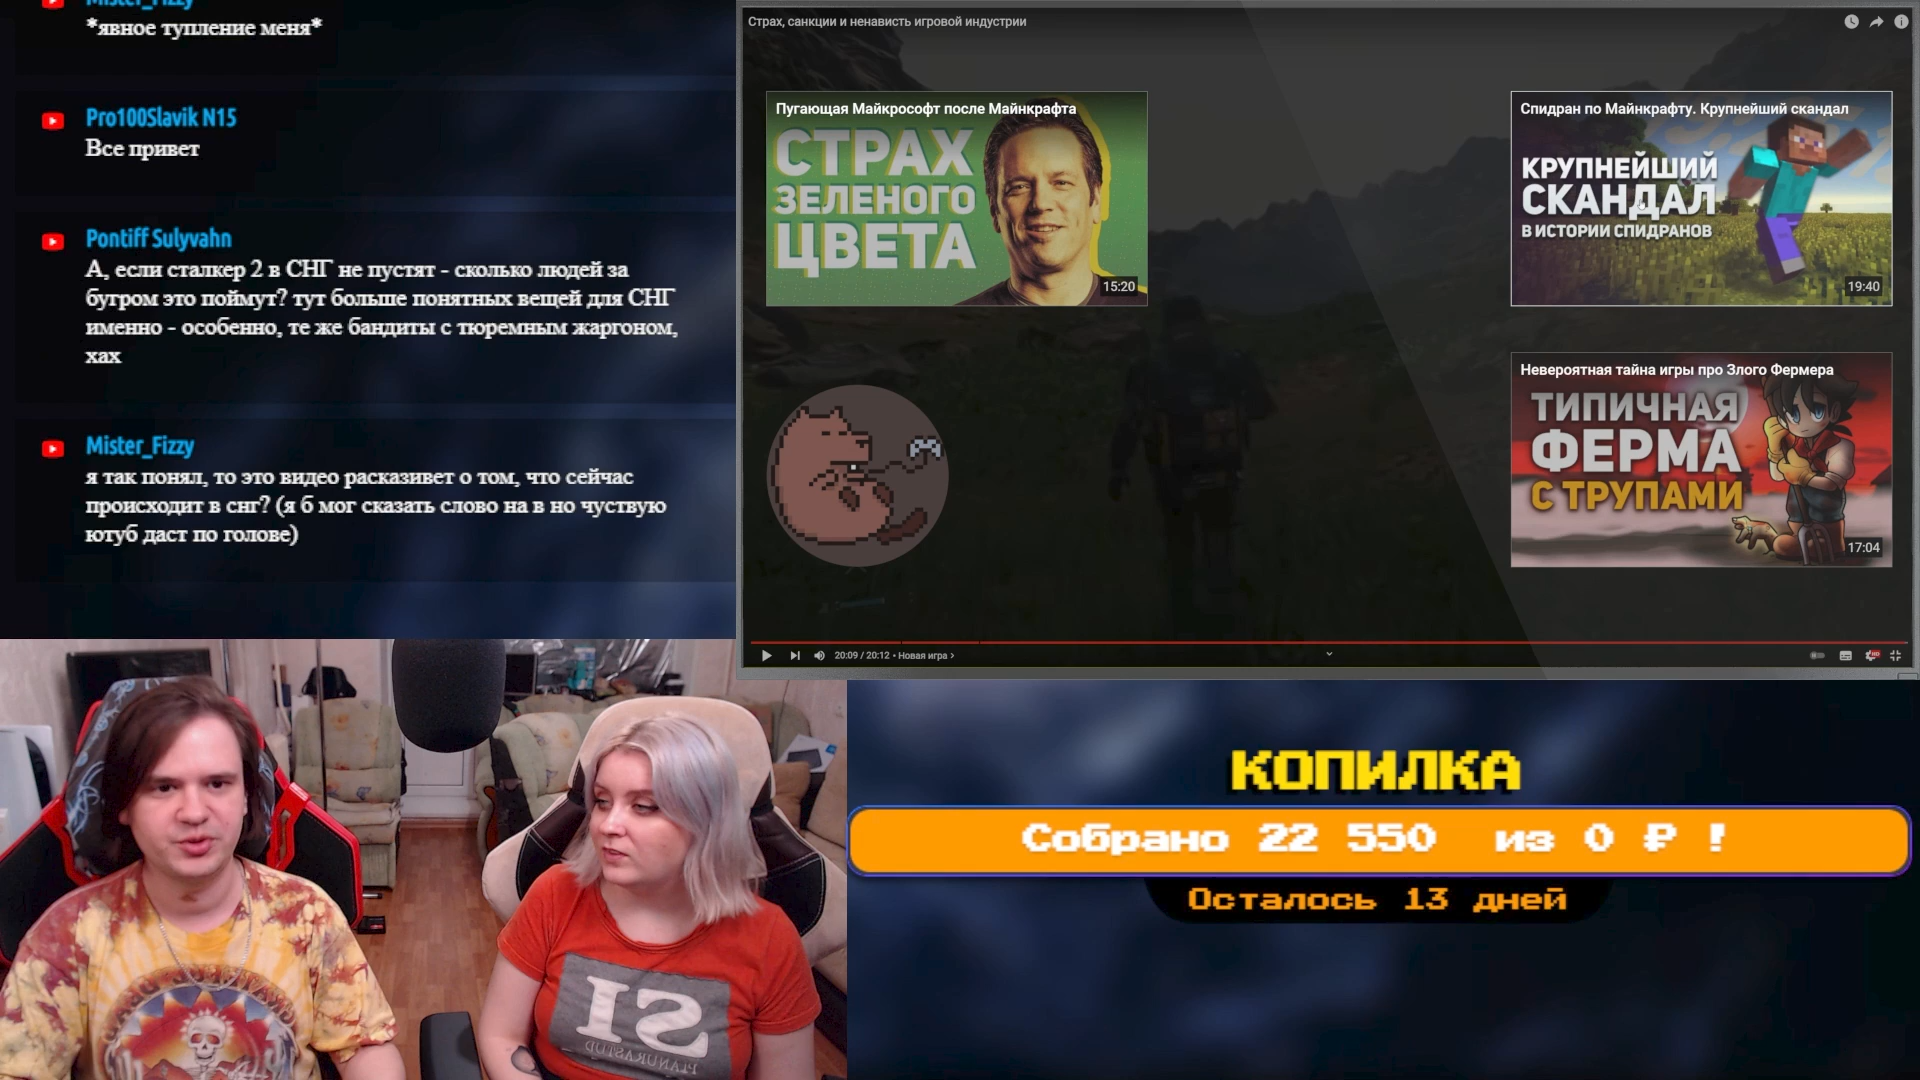 Mister_Fizzy
*явное тупление меня*
Pro100Slavik N15
Все привет
Pontiff Sulyvahn
А, если сталкер 2 в СНГ не пустят - сколько людей за
бугром это поймут? тут больше понятных вещей для СНГ
именно - особенно, те же бандиты с тюремным жаргоном,
хах
Mister_Fizzy
я так понял, то это видео расказивет о том, что сейчас
происходит в снг? (я б мог сказать слово на в но чуствую
ютуб даст по голове)
Страх, санкции и ненависть игровой индустрии
Пугающая Майкрософт после Майнкрафта
СТРАХ
ЗЕЛЕНОГО
ЦВЕТА
15:20
Спидран по Майнкрафту. Крупнейший скандал
КРУПНЕЙШИЙ
СКАНДАЛ
В ИСТОРИИ СПИДРАНОВ
19:40
Невероятная тайна игры про Злого Фермера
ТИПИЧНАЯ
ФЕРМА
С ТРУПАМИ
17:04
20:09 / 20:12 • Новая игра ›
HD
SI
PLANURASTUD
КОПИЛКА
Собрано 22 550 из 0 ₽ !
Осталось 13 дней